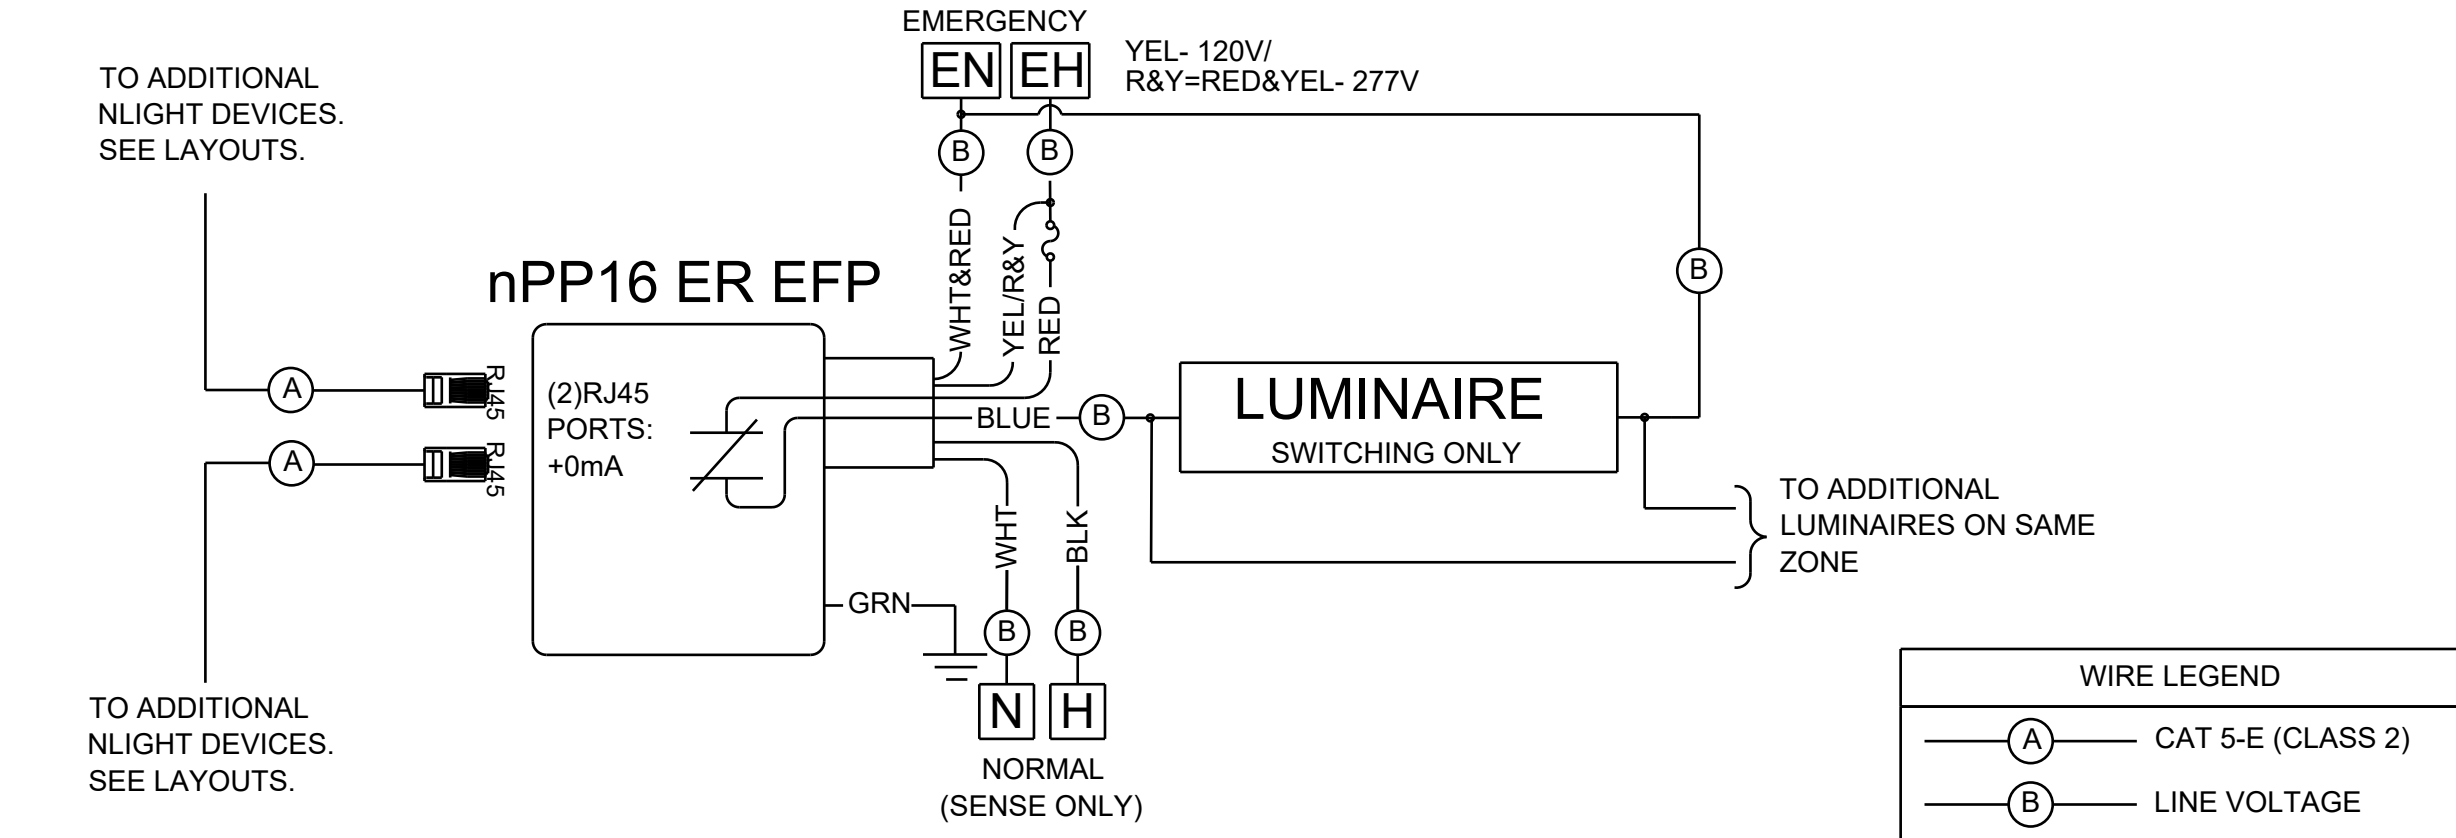 EMERGENCY
EN EH
YEL- 120V/
R&Y=RED&YEL- 277V
TO ADDITIONAL
NLIGHT DEVICES.
SEE LAYOUTS.
B
B
WHT&RED
YEL/R&Y
RED
B
nPP16 ER EFP
A
RJ45
(2)RJ45
PORTS:
+0mA
BLUE
B
LUMINAIRE
SWITCHING ONLY
A
RJ45
TO ADDITIONAL
LUMINAIRES ON SAME
ZONE
WHT
BLK
GRN
B
B
N
H
NORMAL
(SENSE ONLY)
TO ADDITIONAL
NLIGHT DEVICES.
SEE LAYOUTS.
WIRE LEGEND
A CAT 5-E (CLASS 2)
B LINE VOLTAGE